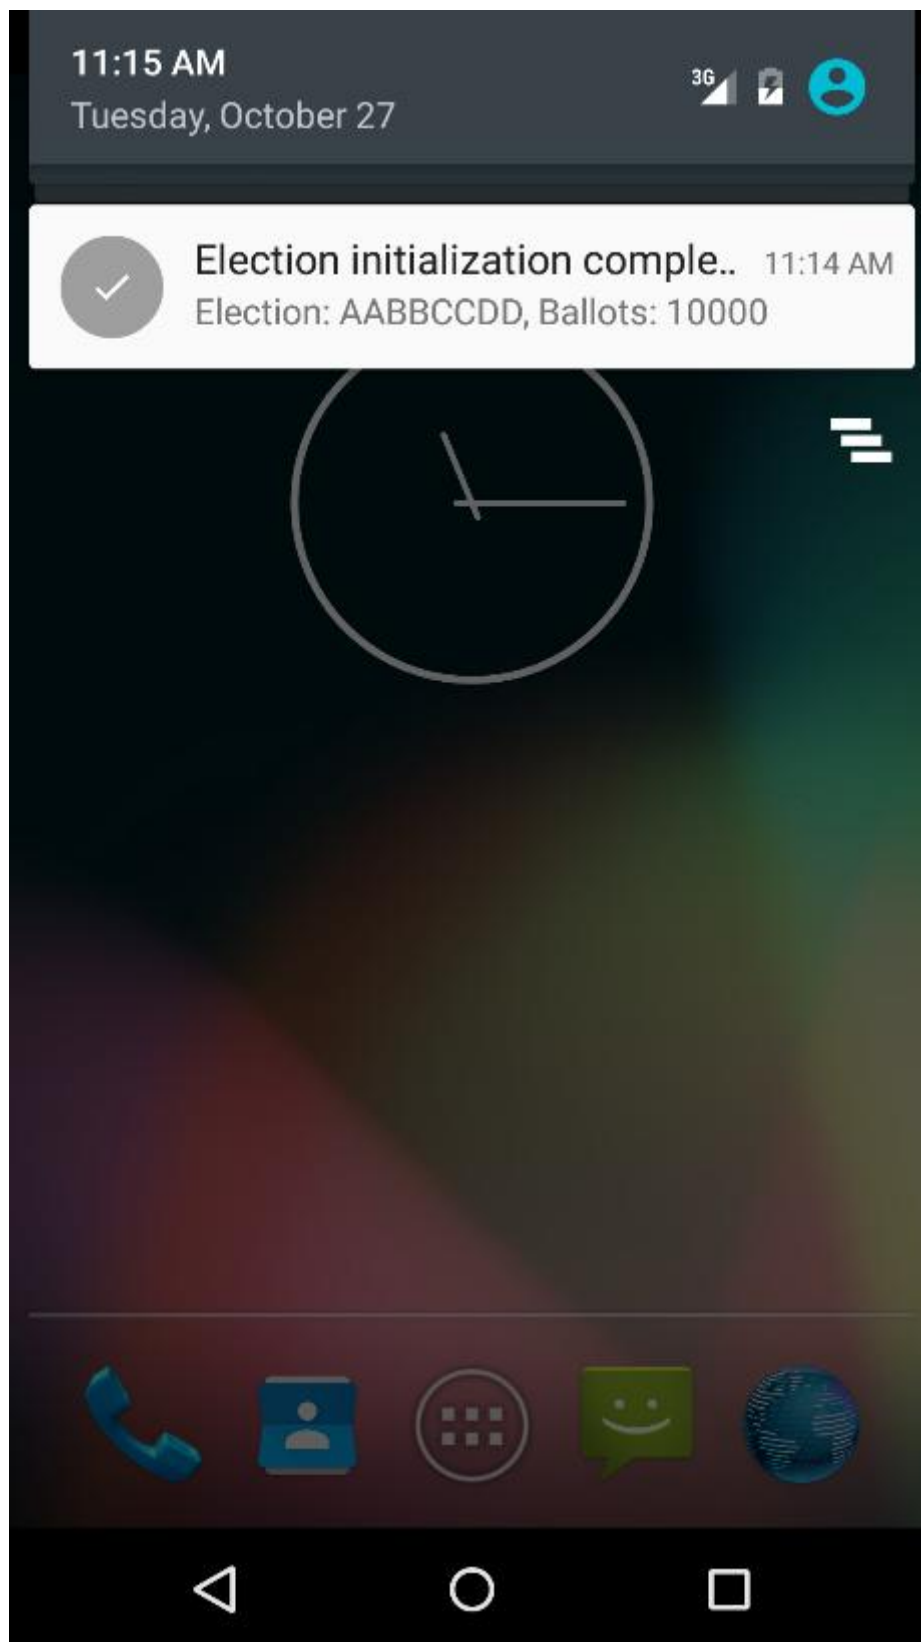 11:15 AM
Tuesday, October 27
3G
Election initialization comple.. 11:14 AM
Election: AABBCCDD, Ballots: 10000